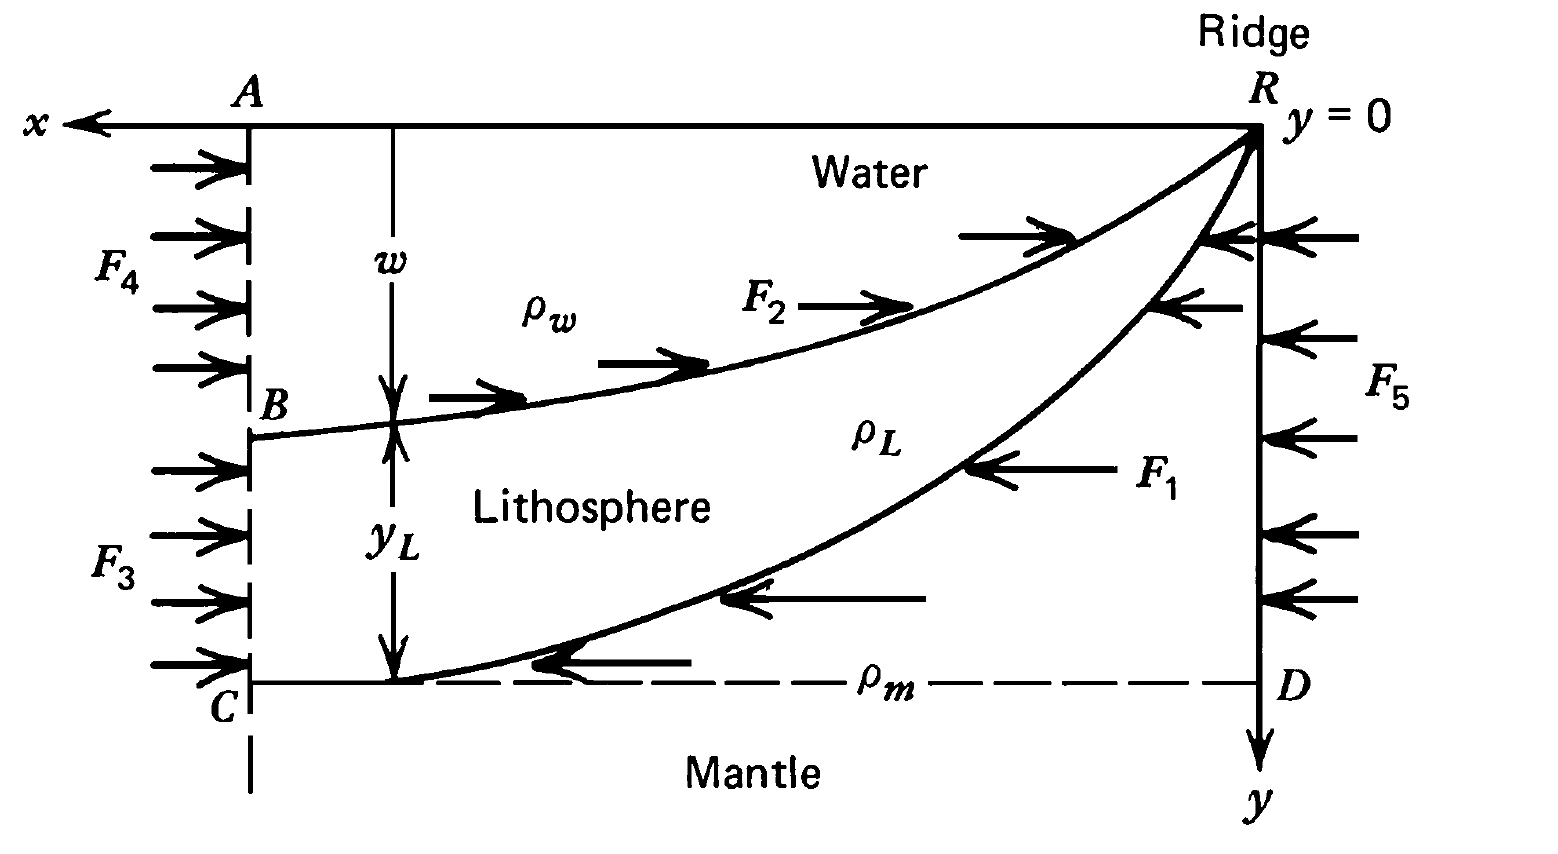 Ridge
A
R
x
y = 0
Water
F4
w
F2
ρw
F5
B
ρL
F1
Lithosphere
yL
F3
C
ρm
D
Mantle
y